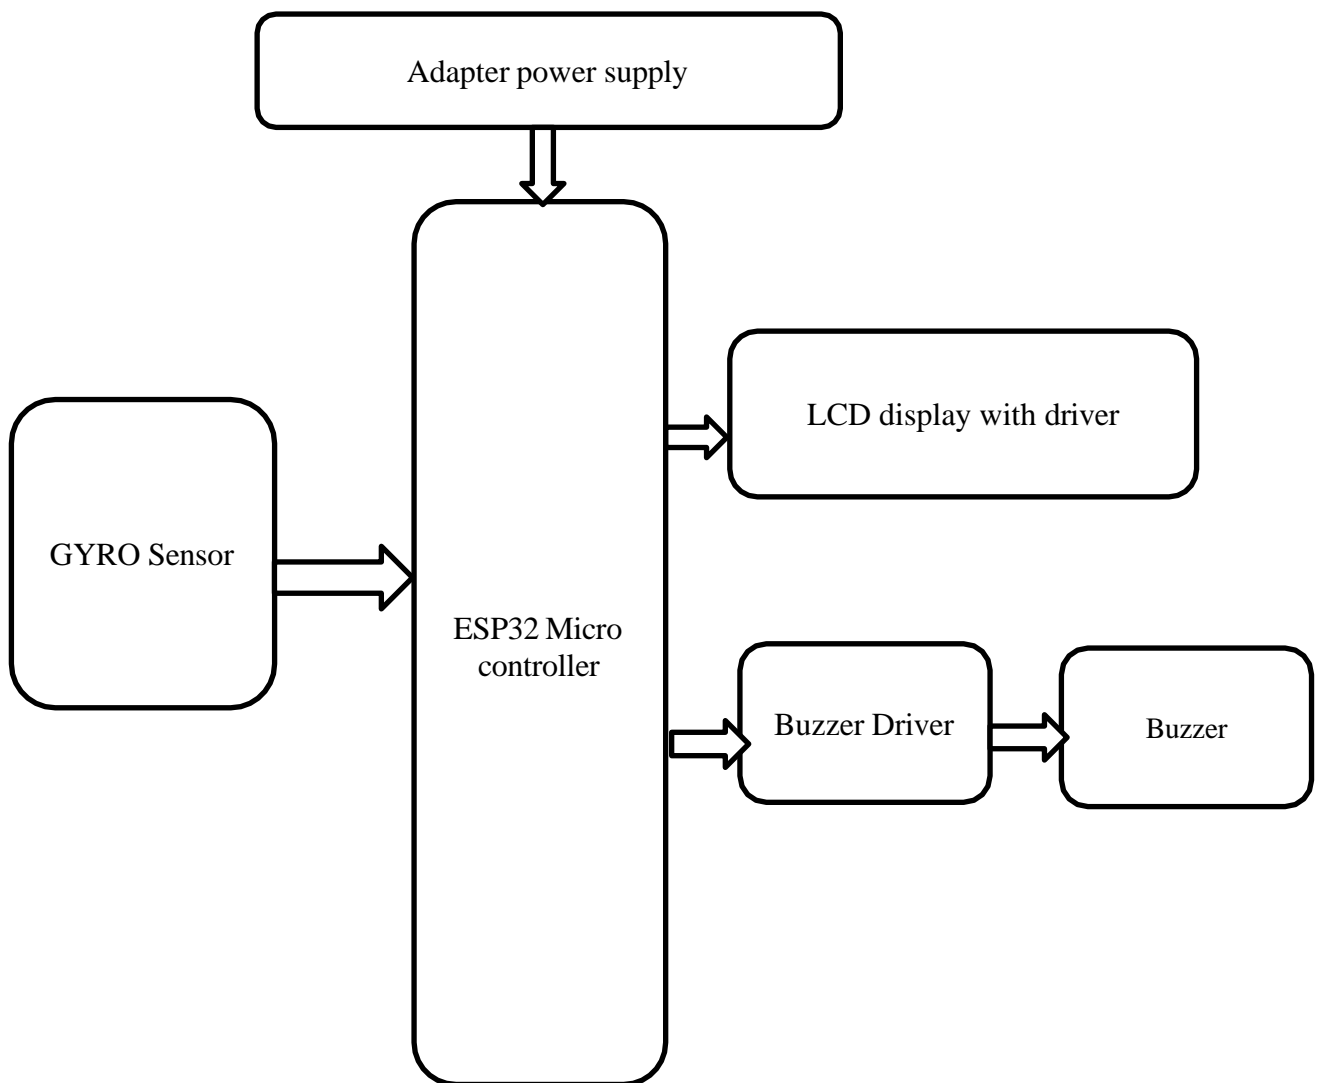 Adapter power supply
LCD display with driver
GYRO Sensor
ESP32 Micro
controller
Buzzer Driver
Buzzer